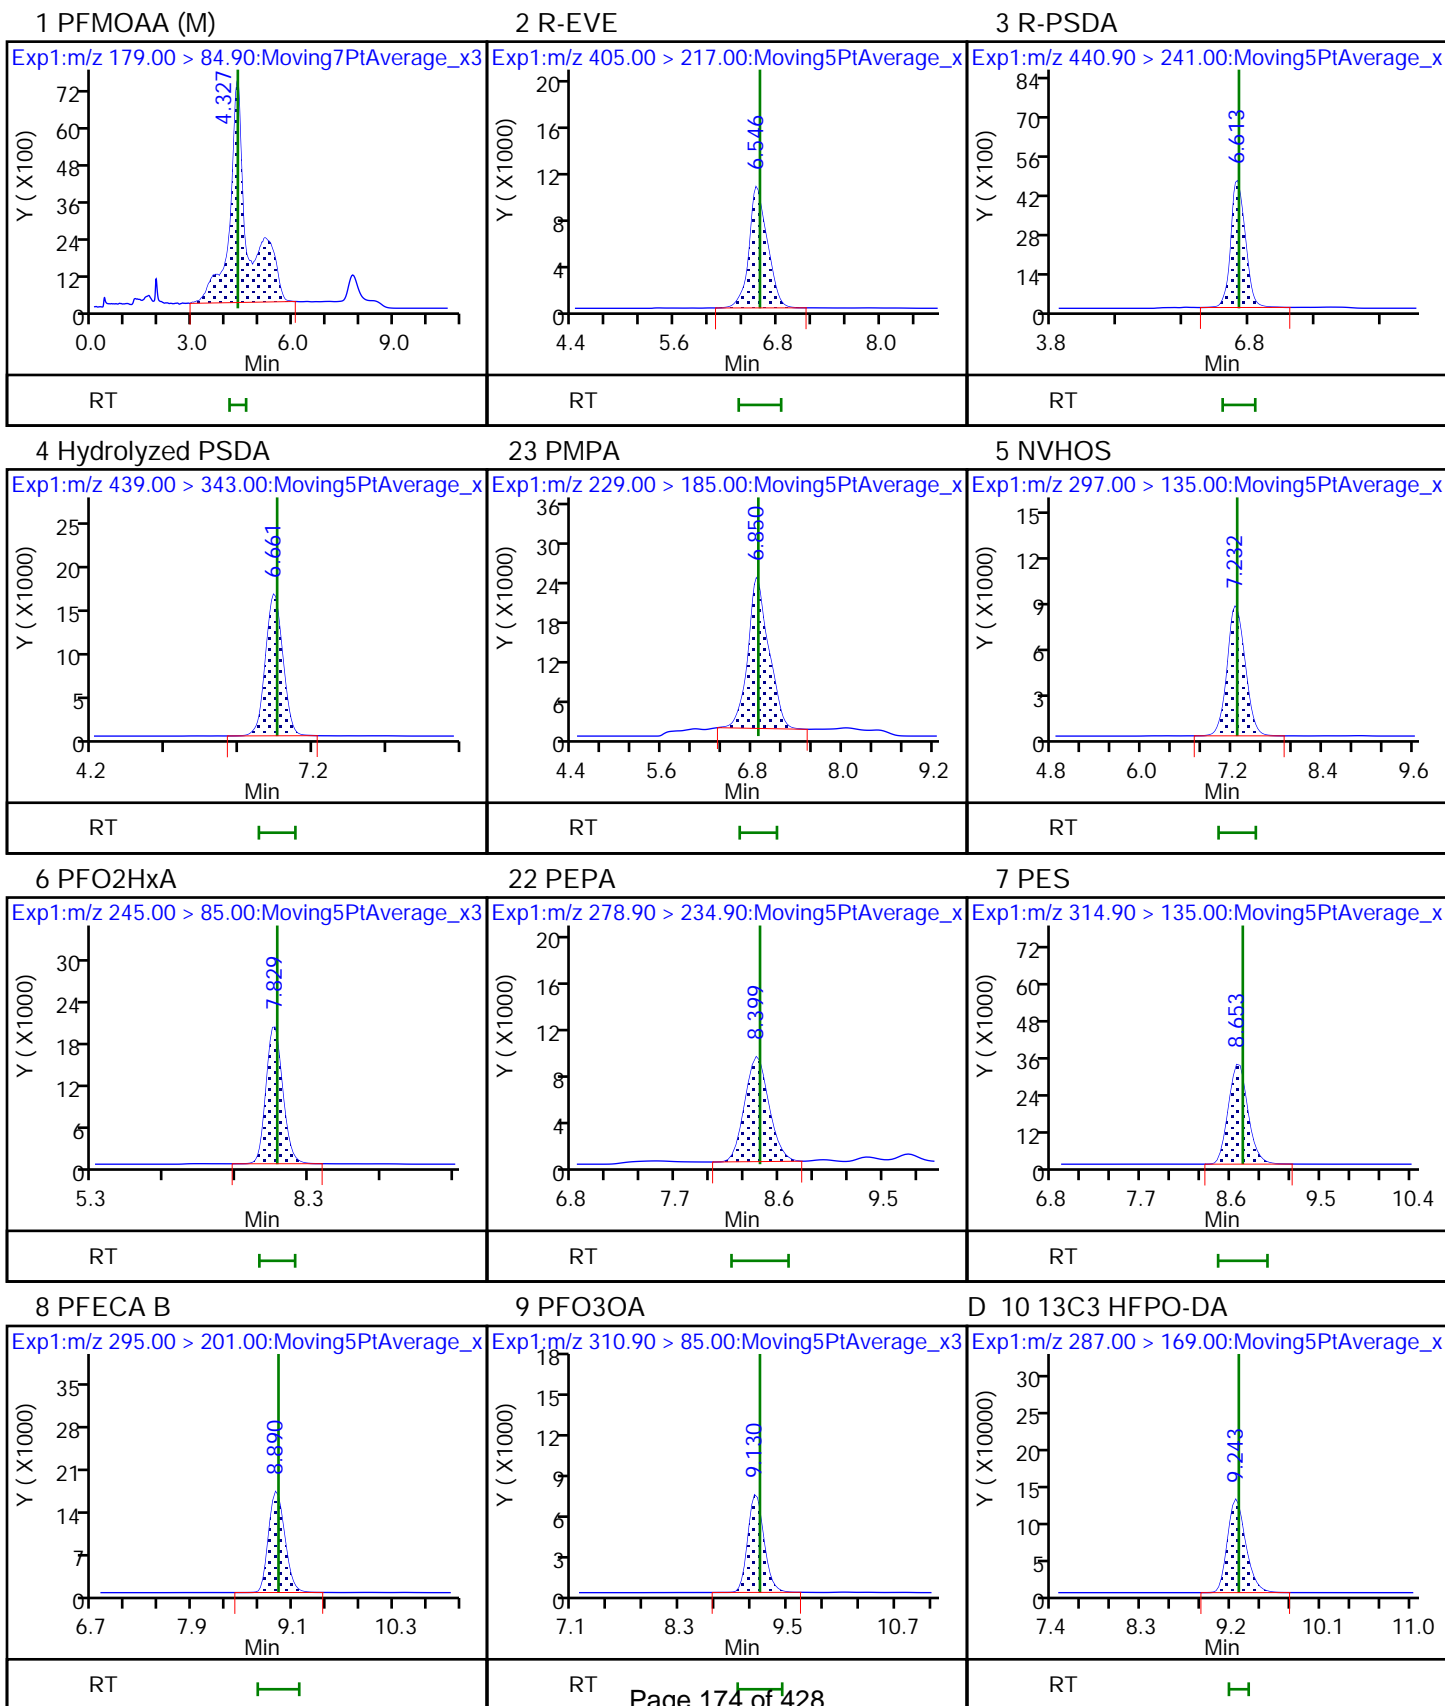 1 PFMOAA (M)
2 R-EVE
3 R-PSDA
Exp1:m/z 179.00 > 84.90:Moving7PtAverage_x3
Exp1:m/z 405.00 > 217.00:Moving5PtAverage_x
Exp1:m/z 440.90 > 241.00:Moving5PtAverage_x
Y ( X100)
72
60
48
36
24
12
0
4.327
0.0 3.0 6.0 9.0
Min
RT
Y ( X1000)
20
16
12
8
4
0
6.546
4.4 5.6 6.8 8.0
Min
RT
Y ( X100)
84
70
56
42
28
14
0
6.613
3.8 6.8
Min
RT
4 Hydrolyzed PSDA
23 PMPA
5 NVHOS
Exp1:m/z 439.00 > 343.00:Moving5PtAverage_x
Exp1:m/z 229.00 > 185.00:Moving5PtAverage_x
Exp1:m/z 297.00 > 135.00:Moving5PtAverage_x
Y ( X1000)
25
20
15
10
5
0
6.661
4.2 7.2
Min
RT
Y ( X1000)
36
30
24
18
12
6
0
6.850
4.4 5.6 6.8 8.0 9.2
Min
RT
Y ( X1000)
15
12
9
6
3
0
7.232
4.8 6.0 7.2 8.4 9.6
Min
RT
6 PFO2HxA
22 PEPA
7 PES
Exp1:m/z 245.00 > 85.00:Moving5PtAverage_x3
Exp1:m/z 278.90 > 234.90:Moving5PtAverage_x
Exp1:m/z 314.90 > 135.00:Moving5PtAverage_x
Y ( X1000)
30
24
18
12
6
0
7.829
5.3 8.3
Min
RT
Y ( X1000)
20
16
12
8
4
0
8.399
6.8 7.7 8.6 9.5
Min
RT
Y ( X1000)
72
60
48
36
24
12
0
8.653
6.8 7.7 8.6 9.5 10.4
Min
RT
8 PFECA B
9 PFO3OA
D 10 13C3 HFPO-DA
Exp1:m/z 295.00 > 201.00:Moving5PtAverage_x
Exp1:m/z 310.90 > 85.00:Moving5PtAverage_x3
Exp1:m/z 287.00 > 169.00:Moving5PtAverage_x
Y ( X1000)
35
28
21
14
7
0
8.890
6.7 7.9 9.1 10.3
Min
RT
Y ( X1000)
18
15
12
9
6
3
0
9.130
7.1 8.3 9.5 10.7
Min
RT
Y ( X10000)
30
25
20
15
10
5
0
9.243
7.4 8.3 9.2 10.1 11.0
Min
RT
Page 174 of 428